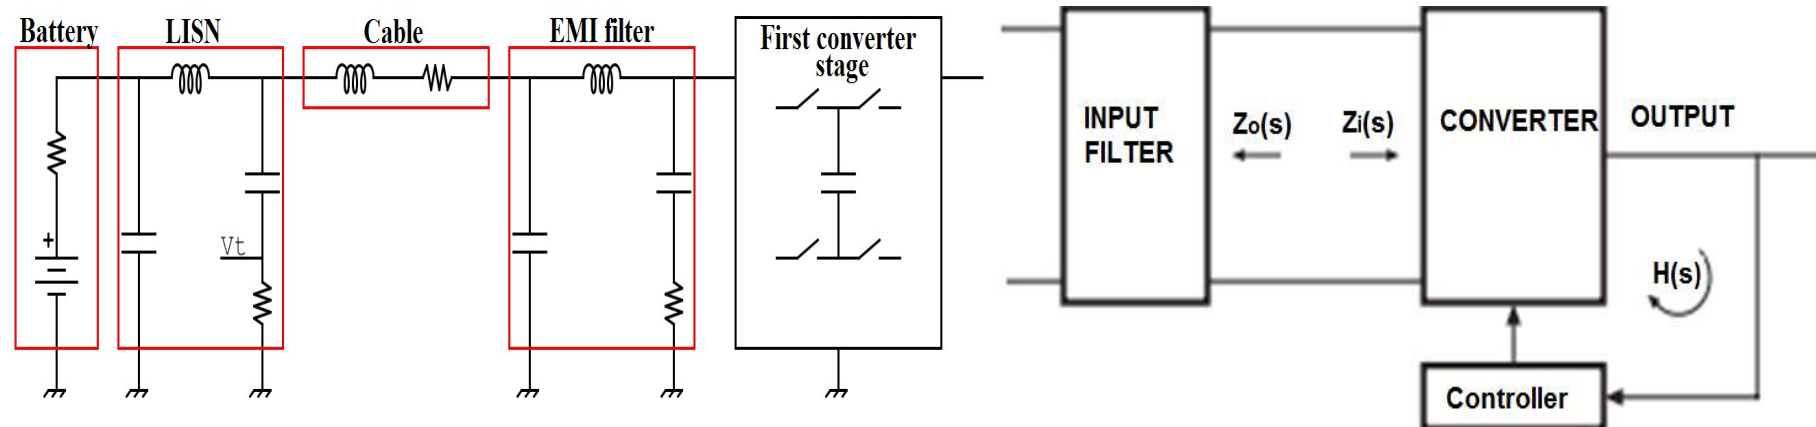 Battery
LISN
Cable
EMI filter
First converter
stage
+
Vt
INPUT
FILTER
Zo(s)
Zi(s)
CONVERTER
OUTPUT
H(s)
Controller